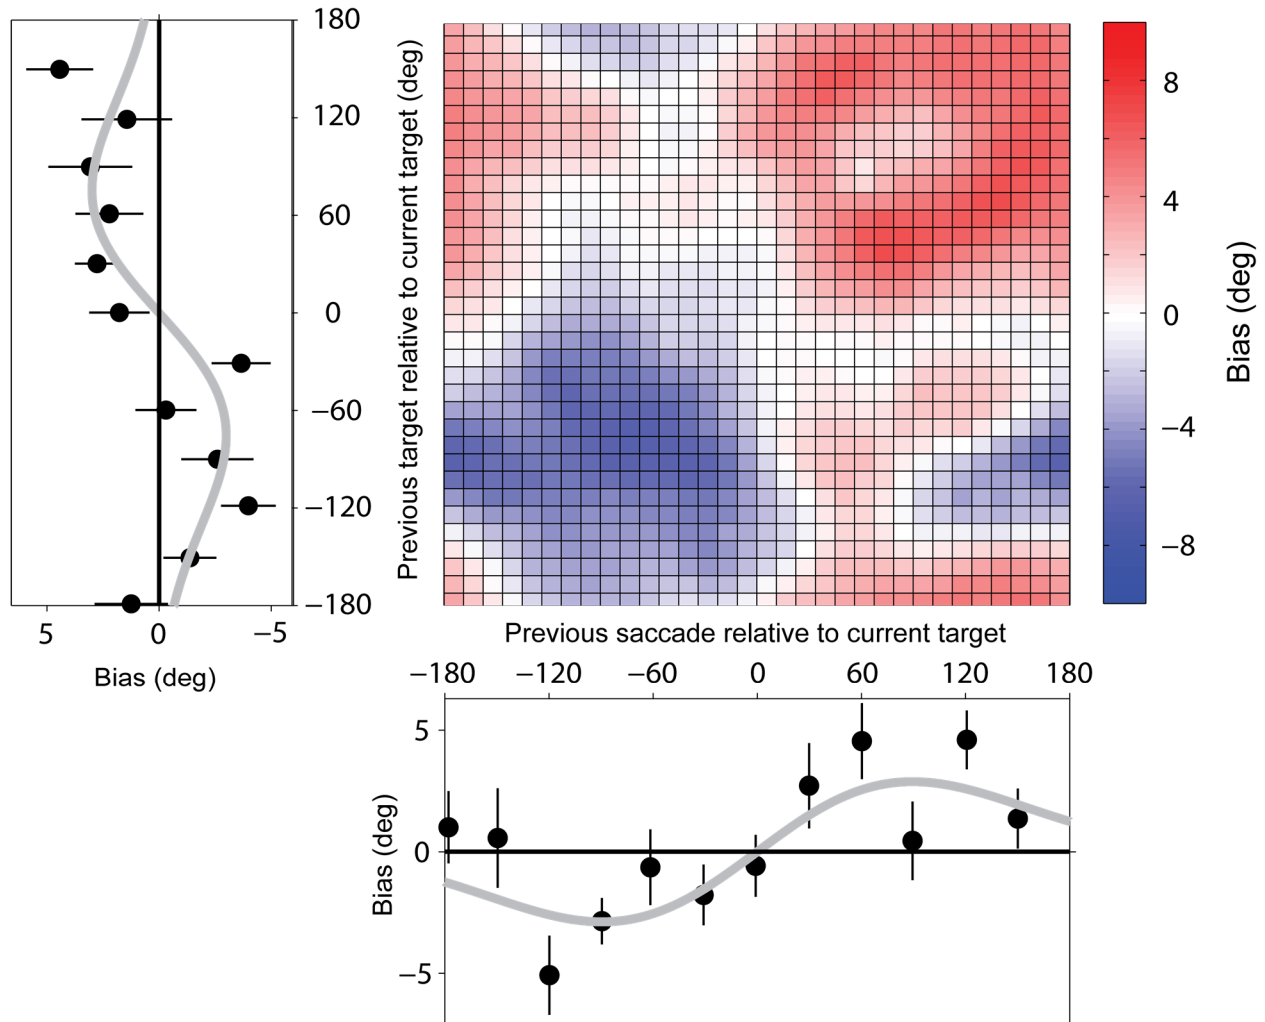 180
120
60
0
−60
−120
−180
5 0 −5
Bias (deg)
Previous target relative to current target (deg)
8
4
0
−4
−8
Bias (deg)
Previous saccade relative to current target
−180 −120 −60 0 60 120 180
5
0
−5
Bias (deg)